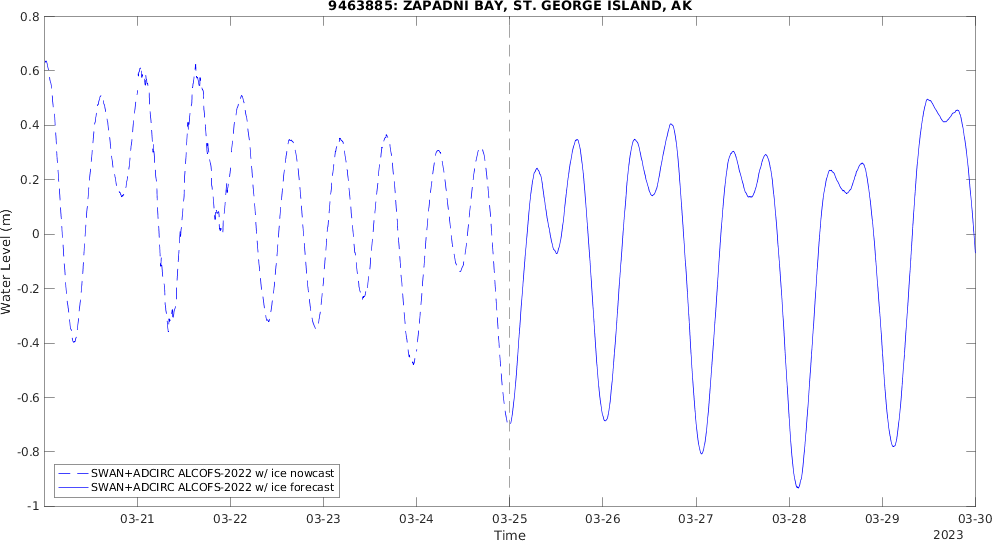 9463885: ZAPADNI BAY, ST. GEORGE ISLAND, AK
0.8
0.6
0.4
0.2
0
-0.2
-0.4
-0.6
-0.8
-1
Water Level (m)
SWAN+ADCIRC ALCOFS-2022 w/ ice nowcast
SWAN+ADCIRC ALCOFS-2022 w/ ice forecast
03-21 03-22 03-23 03-24 03-25 03-26 03-27 03-28 03-29 03-30
Time
2023